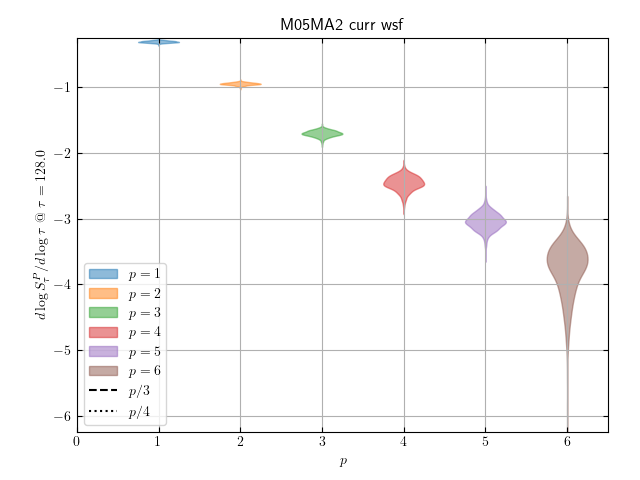 M05MA2 curr wsf
d log S_τ^p / d log τ @ τ = 128.0
−1
−2
−3
−4
−5
−6
p = 1
p = 2
p = 3
p = 4
p = 5
p = 6
p/3
p/4
0 1 2 3 4 5 6
p